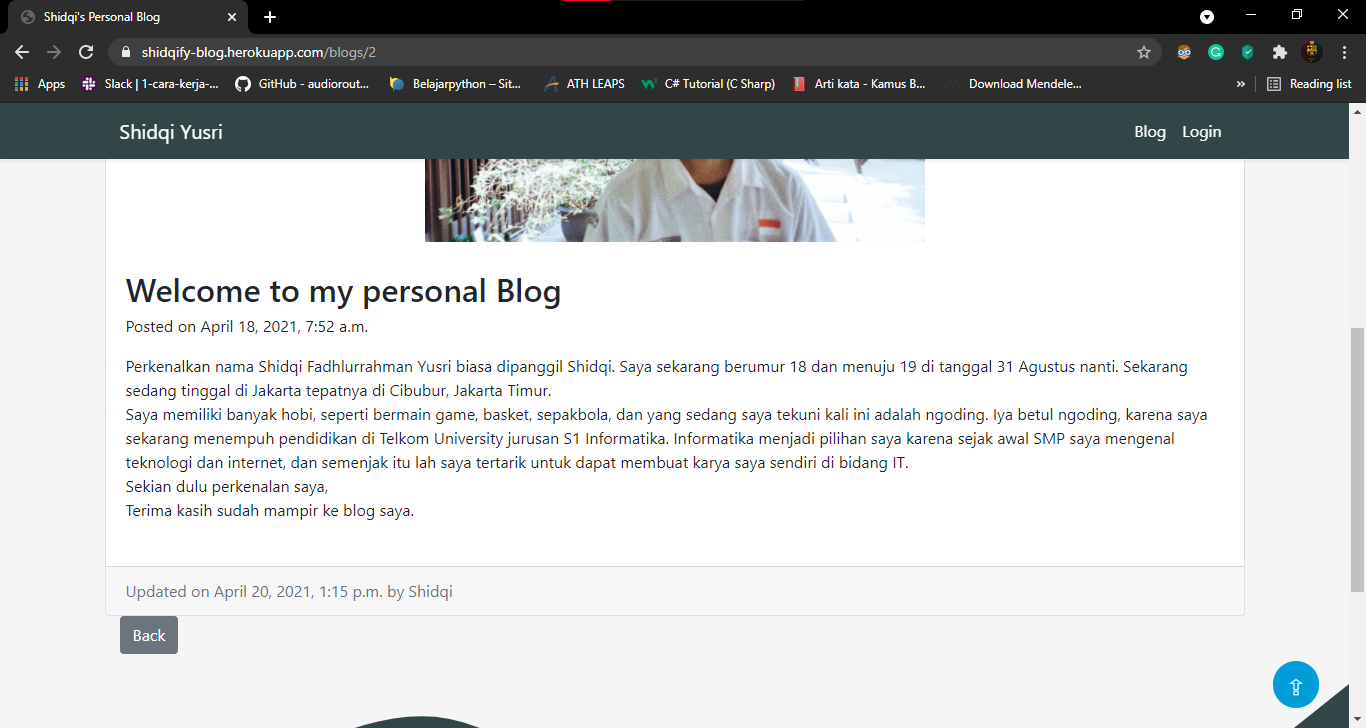 Shidqi's Personal Blog
shidqify-blog.herokuapp.com/blogs/2
Apps Slack | 1-cara-kerja-... GitHub - audiorout... Belajarpython – Sit... ATH LEAPS C# Tutorial (C Sharp) Arti kata - Kamus B... Download Mendele... » Reading list
Shidqi Yusri Blog Login
Welcome to my personal Blog
Posted on April 18, 2021, 7:52 a.m.
Perkenalkan nama Shidqi Fadhlurrahman Yusri biasa dipanggil Shidqi. Saya sekarang berumur 18 dan menuju 19 di tanggal 31 Agustus nanti. Sekarang
sedang tinggal di Jakarta tepatnya di Cibubur, Jakarta Timur.
Saya memiliki banyak hobi, seperti bermain game, basket, sepakbola, dan yang sedang saya tekuni kali ini adalah ngoding. Iya betul ngoding, karena saya
sekarang menempuh pendidikan di Telkom University jurusan S1 Informatika. Informatika menjadi pilihan saya karena sejak awal SMP saya mengenal
teknologi dan internet, dan semenjak itu lah saya tertarik untuk dapat membuat karya saya sendiri di bidang IT.
Sekian dulu perkenalan saya,
Terima kasih sudah mampir ke blog saya.
Updated on April 20, 2021, 1:15 p.m. by Shidqi
Back